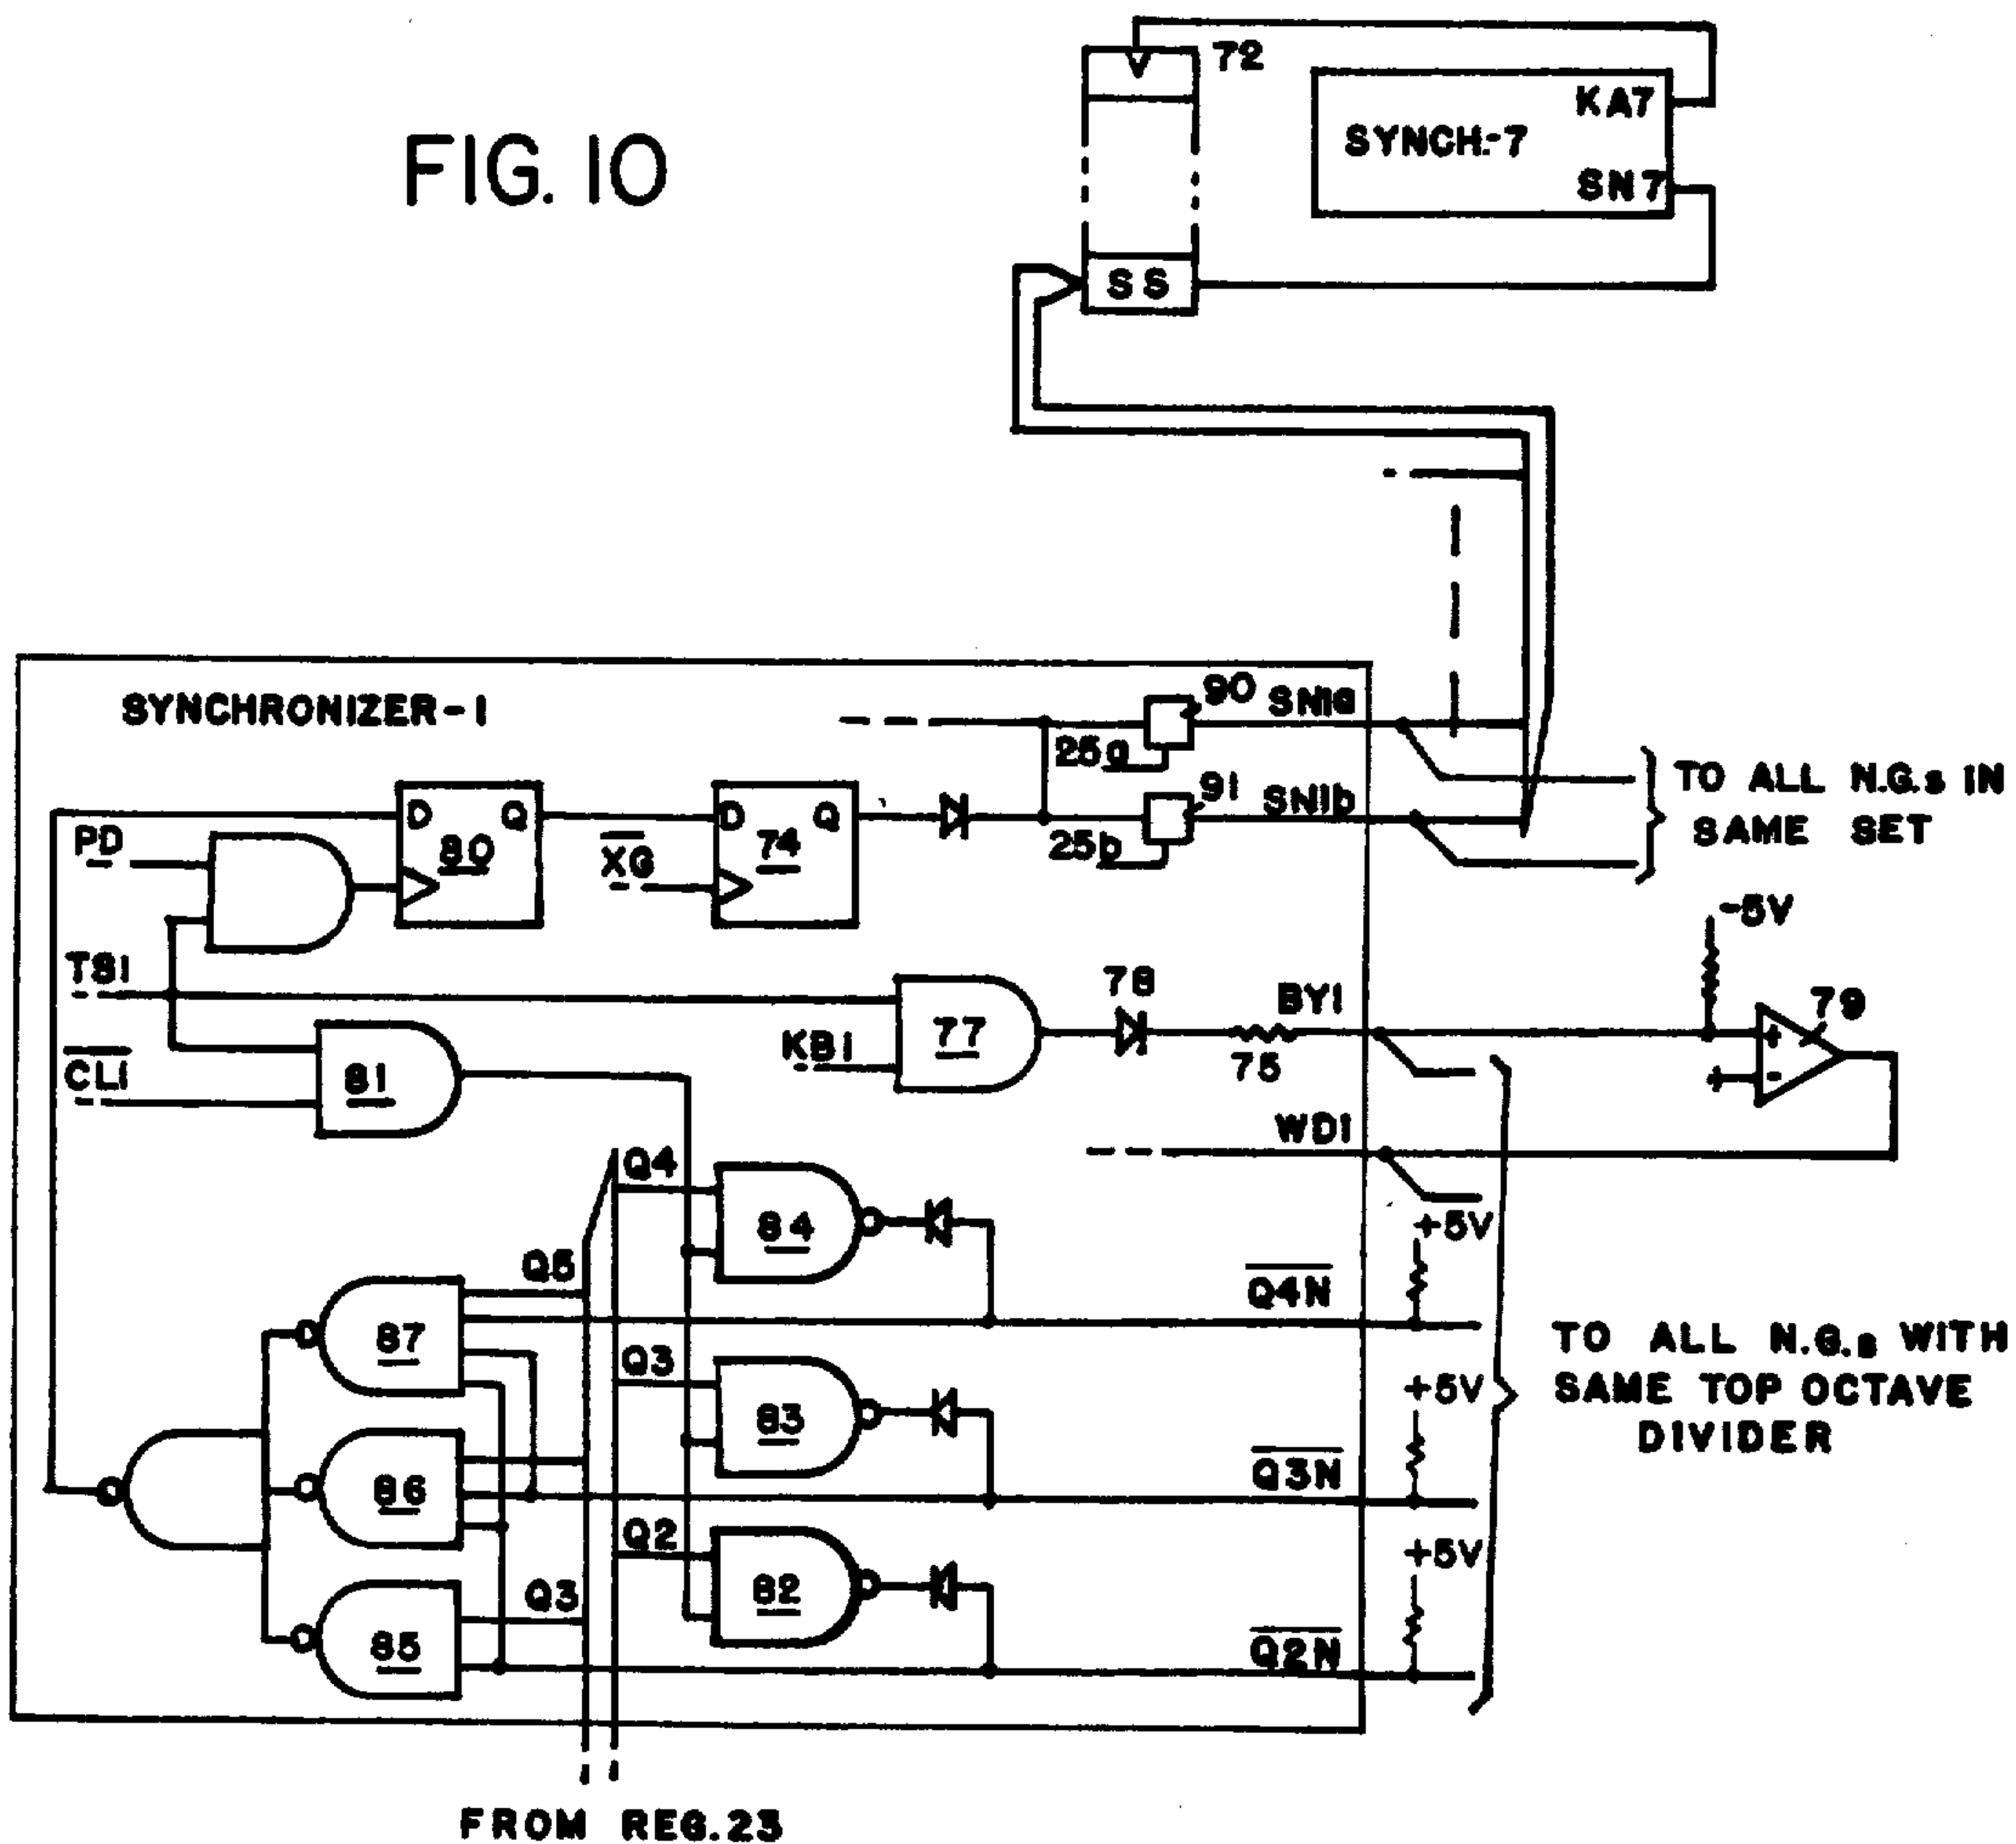 FIG. 10
72
KA7
SYNCH.-7
SN7
SS
SYNCHRONIZER-1
90 SN1a
25a
91 SN1b
25b
TO ALL N.G.s IN
SAME SET
PD
D Q
80
XG
D Q
74
TS1
CL1
81
KB1
77
78
75
BY1
-5V
79
+
-
WD1
Q4
84
+5V
Q4N
Q5
87
Q3
83
+5V
Q3N
86
TO ALL N.G.s WITH
SAME TOP OCTAVE
DIVIDER
Q2
82
+5V
Q2N
Q3
85
FROM REG.23